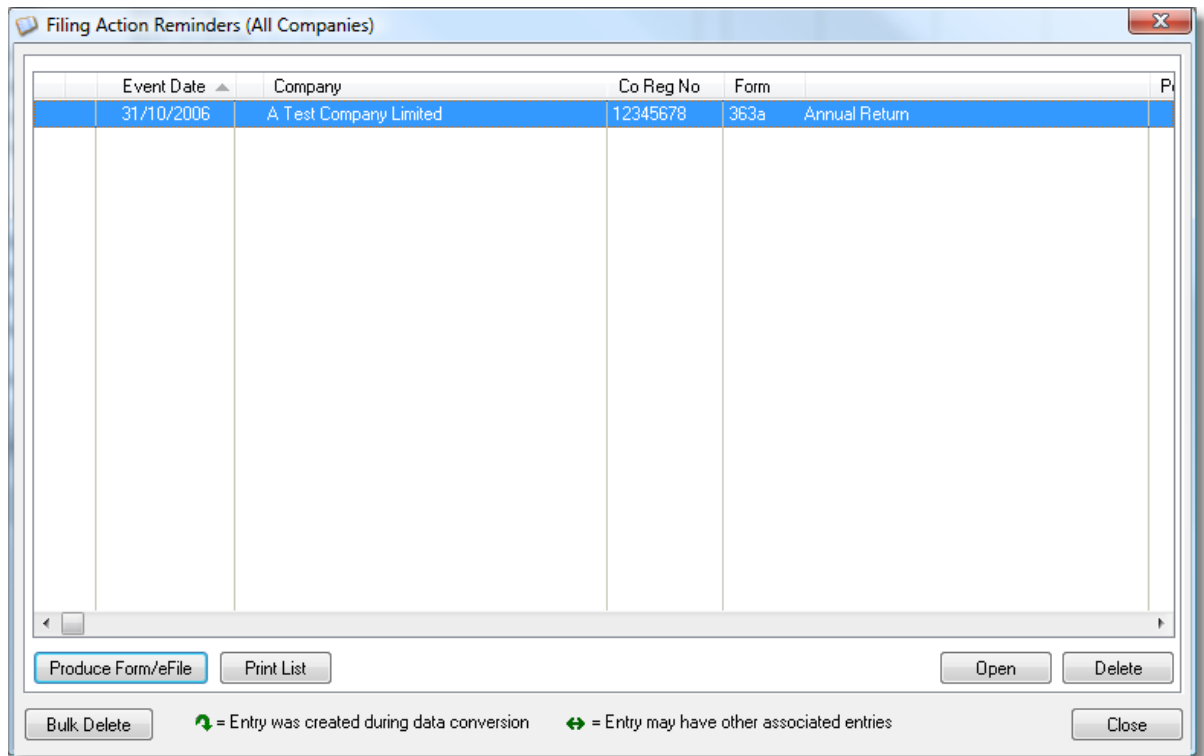 Filing Action Reminders (All Companies)
Event Date Company Co Reg No Form
31/10/2006 A Test Company Limited 12345678 363a Annual Return
Produce Form/eFile Print List Open Delete
Bulk Delete = Entry was created during data conversion = Entry may have other associated entries Close